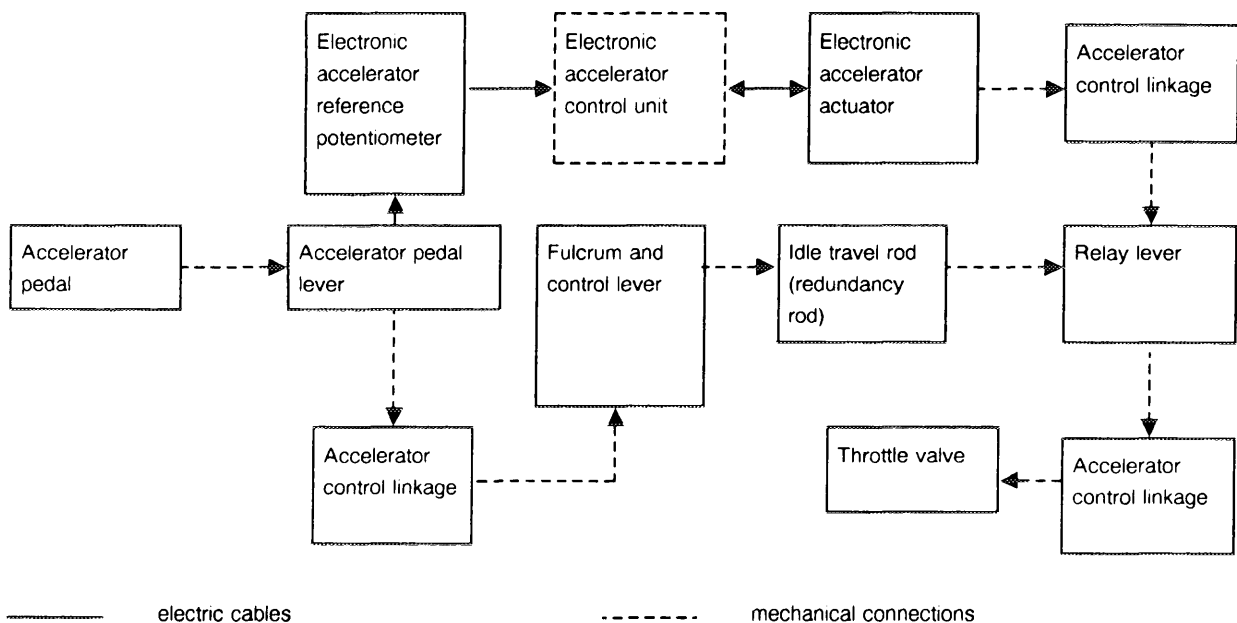 Electronic
accelerator
reference
potentiometer
Electronic
accelerator
control unit
Electronic
accelerator
actuator
Accelerator
control linkage
Accelerator
pedal
Accelerator pedal
lever
Fulcrum and
control lever
Idle travel rod
(redundancy
rod)
Relay lever
Accelerator
control linkage
Throttle valve
Accelerator
control linkage
electric cables
mechanical connections